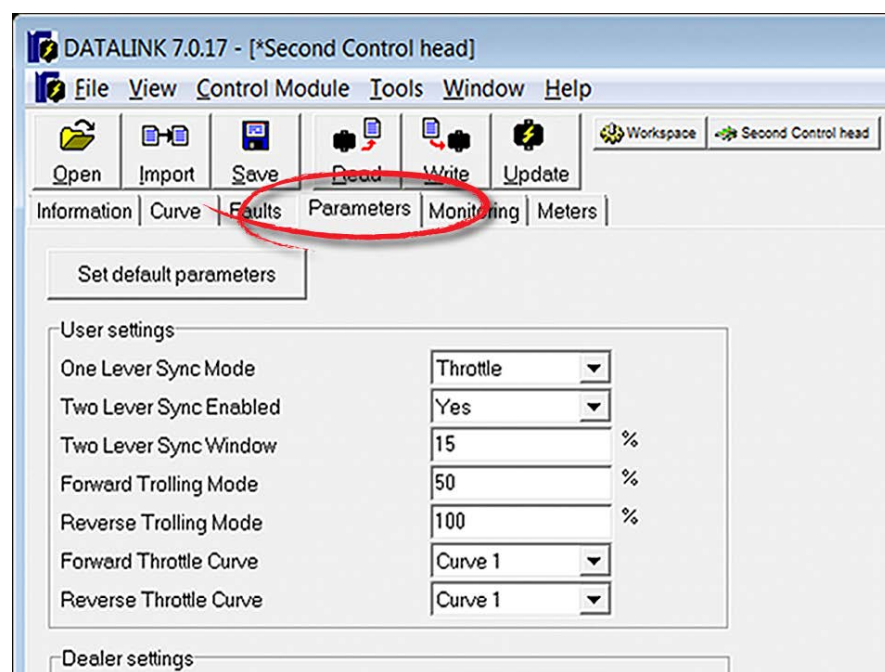 DATALINK 7.0.17 - [*Second Control head]
File View Control Module Tools Window Help
Open Import Save Read Write Update Workspace Second Control head
Information Curve Faults Parameters Monitoring Meters
Set default parameters
User settings
One Lever Sync Mode Throttle
Two Lever Sync Enabled Yes
Two Lever Sync Window 15 %
Forward Trolling Mode 50 %
Reverse Trolling Mode 100 %
Forward Throttle Curve Curve 1
Reverse Throttle Curve Curve 1
Dealer settings